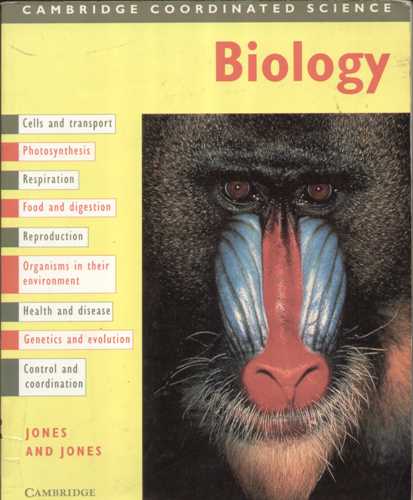 CAMBRIDGE COORDINATED SCIENCE
Biology
Cells and transport
Photosynthesis
Respiration
Food and digestion
Reproduction
Organisms in their
environment
Health and disease
Genetics and evolution
Control and
coordination
JONES
AND JONES
CAMBRIDGE